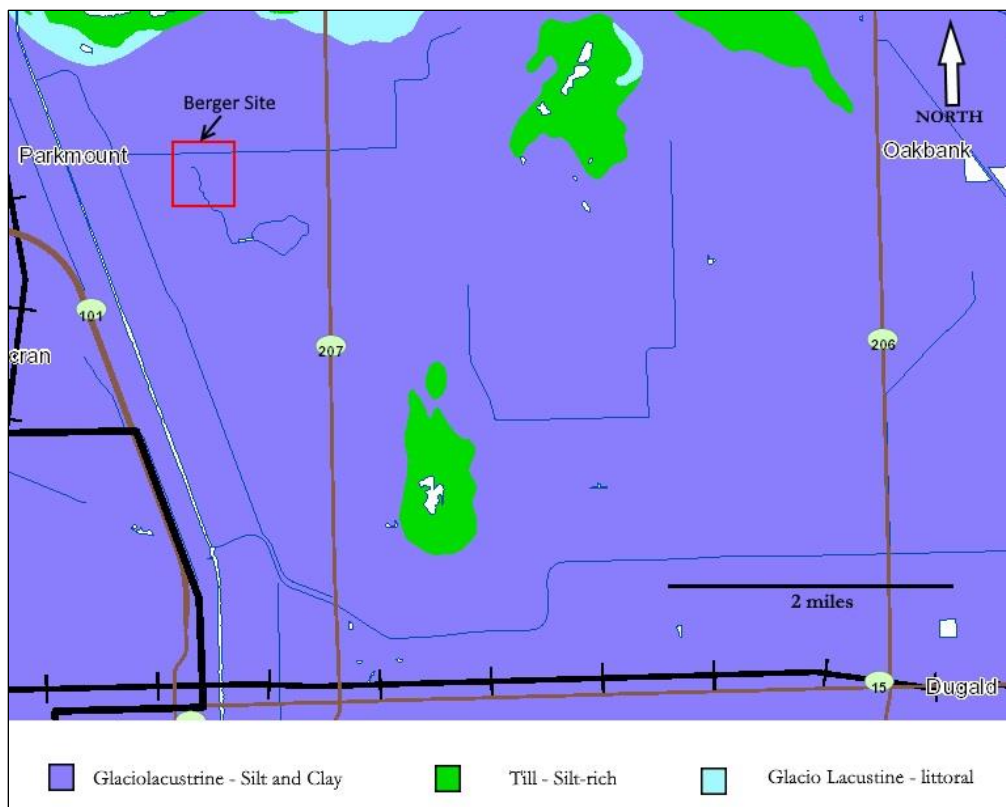 Berger Site
NORTH
Parkmount
Oakbank
101
207
206
cran
2 miles
15
Dugald
Glaciolacustrine - Silt and Clay
Till - Silt-rich
Glacio Lacustine - littoral